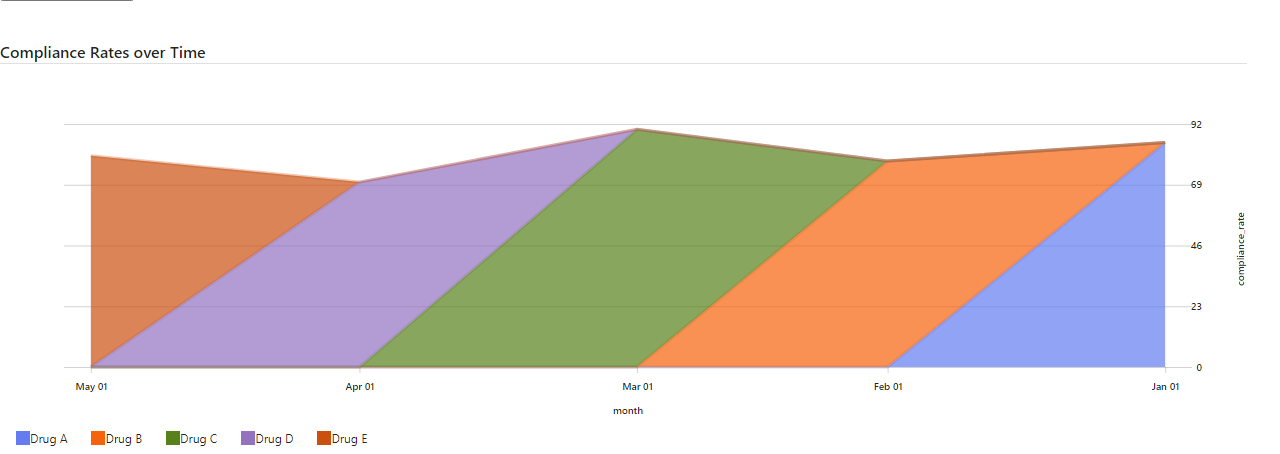 Compliance Rates over Time
92
69
46
23
0
compliance_rate
May 01
Apr 01
Mar 01
Feb 01
Jan 01
month
Drug A
Drug B
Drug C
Drug D
Drug E